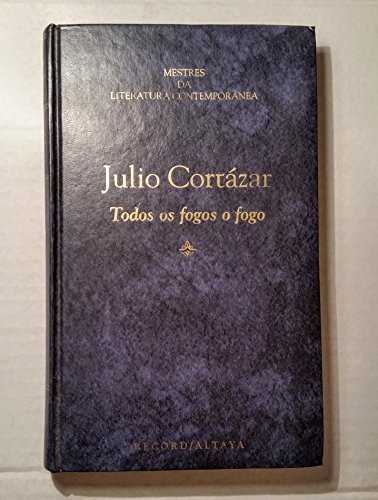 MESTRES
DA
LITERATURA CONTEMPORÂNEA
Julio Cortázar
Todos os fogos o fogo
RECORD/ALTAYA